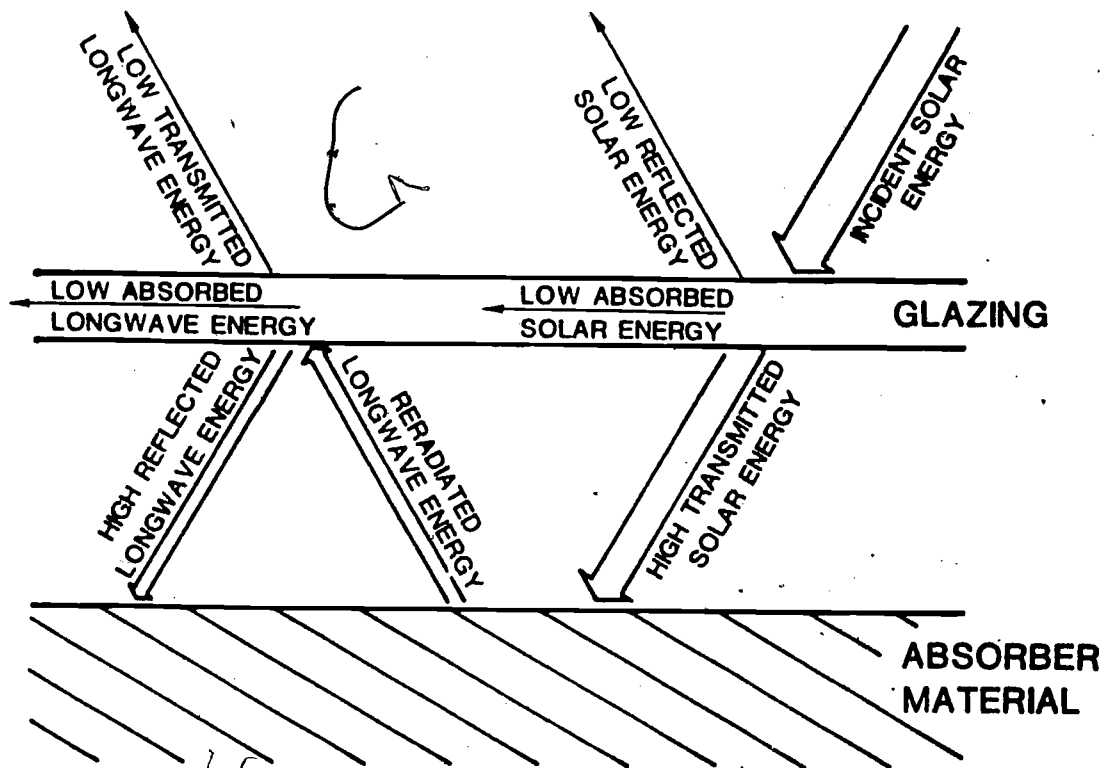 LOW TRANSMITTED
LONGWAVE ENERGY
LOW REFLECTED
SOLAR ENERGY
INCIDENT SOLAR
ENERGY
LOW ABSORBED
LONGWAVE ENERGY
LOW ABSORBED
SOLAR ENERGY
GLAZING
HIGH REFLECTED
LONGWAVE ENERGY
RERADIATED
LONGWAVE ENERGY
HIGH TRANSMITTED
SOLAR ENERGY
ABSORBER
MATERIAL